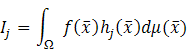 I_j = ∫_Ω f(x̄)h_j(x̄)dμ(x̄)